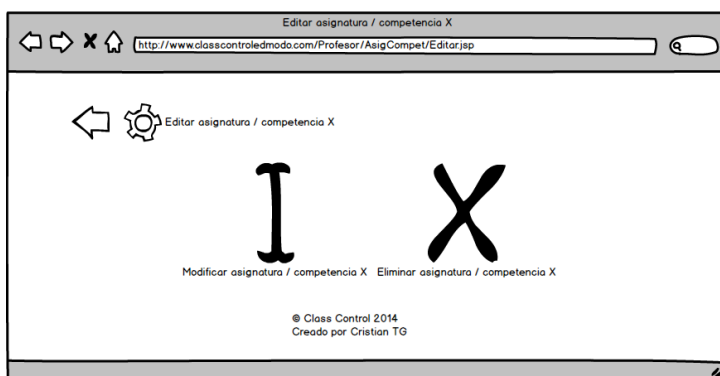 Editar asignatura / competencia X
http://www.classcontroledmodo.com/Profesor/AsigCompet/Editar.jsp
Editar asignatura / competencia X
Modificar asignatura / competencia X Eliminar asignatura / competencia X
© Class Control 2014
Creado por Cristian TG